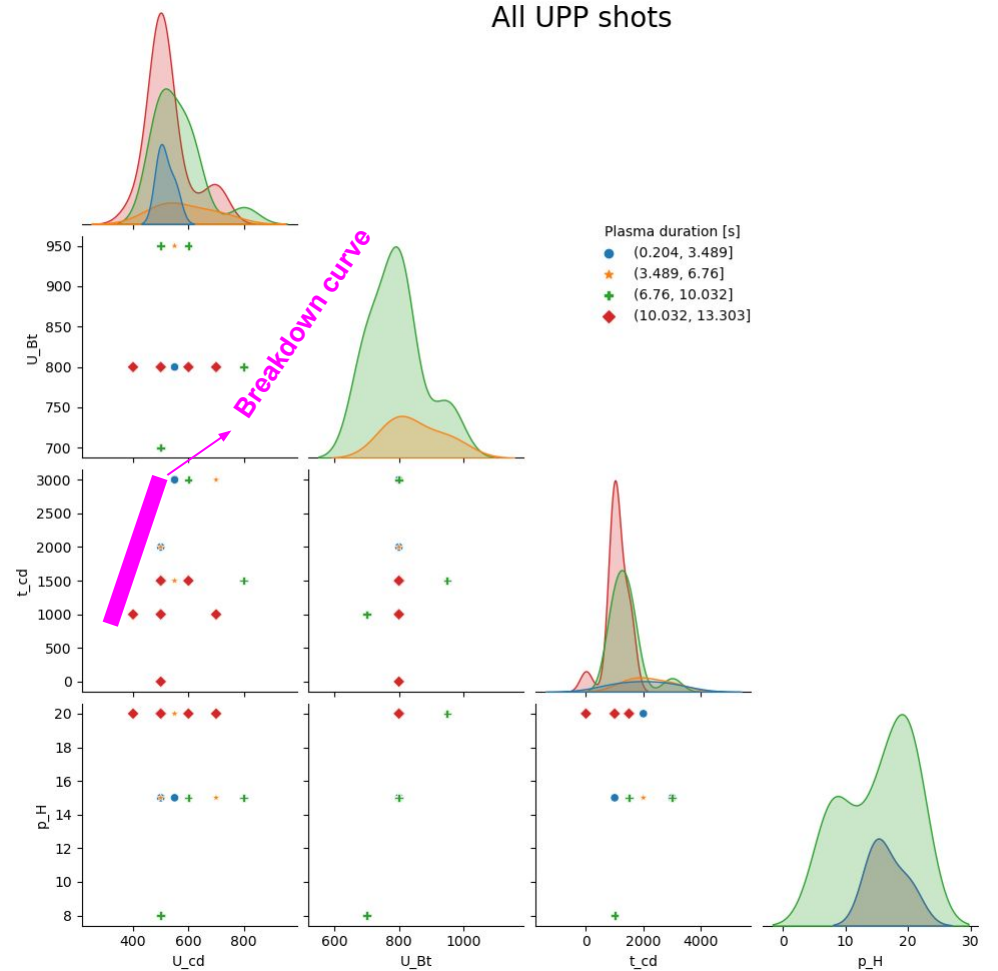 All UPP shots
Breakdown curve
Plasma duration [s]
(0.204, 3.489]
(3.489, 6.76]
(6.76, 10.032]
(10.032, 13.303]
U_Bt
950
900
850
800
750
700
t_cd
3000
2500
2000
1500
1000
500
0
p_H
20
18
16
14
12
10
8
400 600 800
600 800 1000
0 2000 4000
0 10 20 30
U_cd
U_Bt
t_cd
p_H